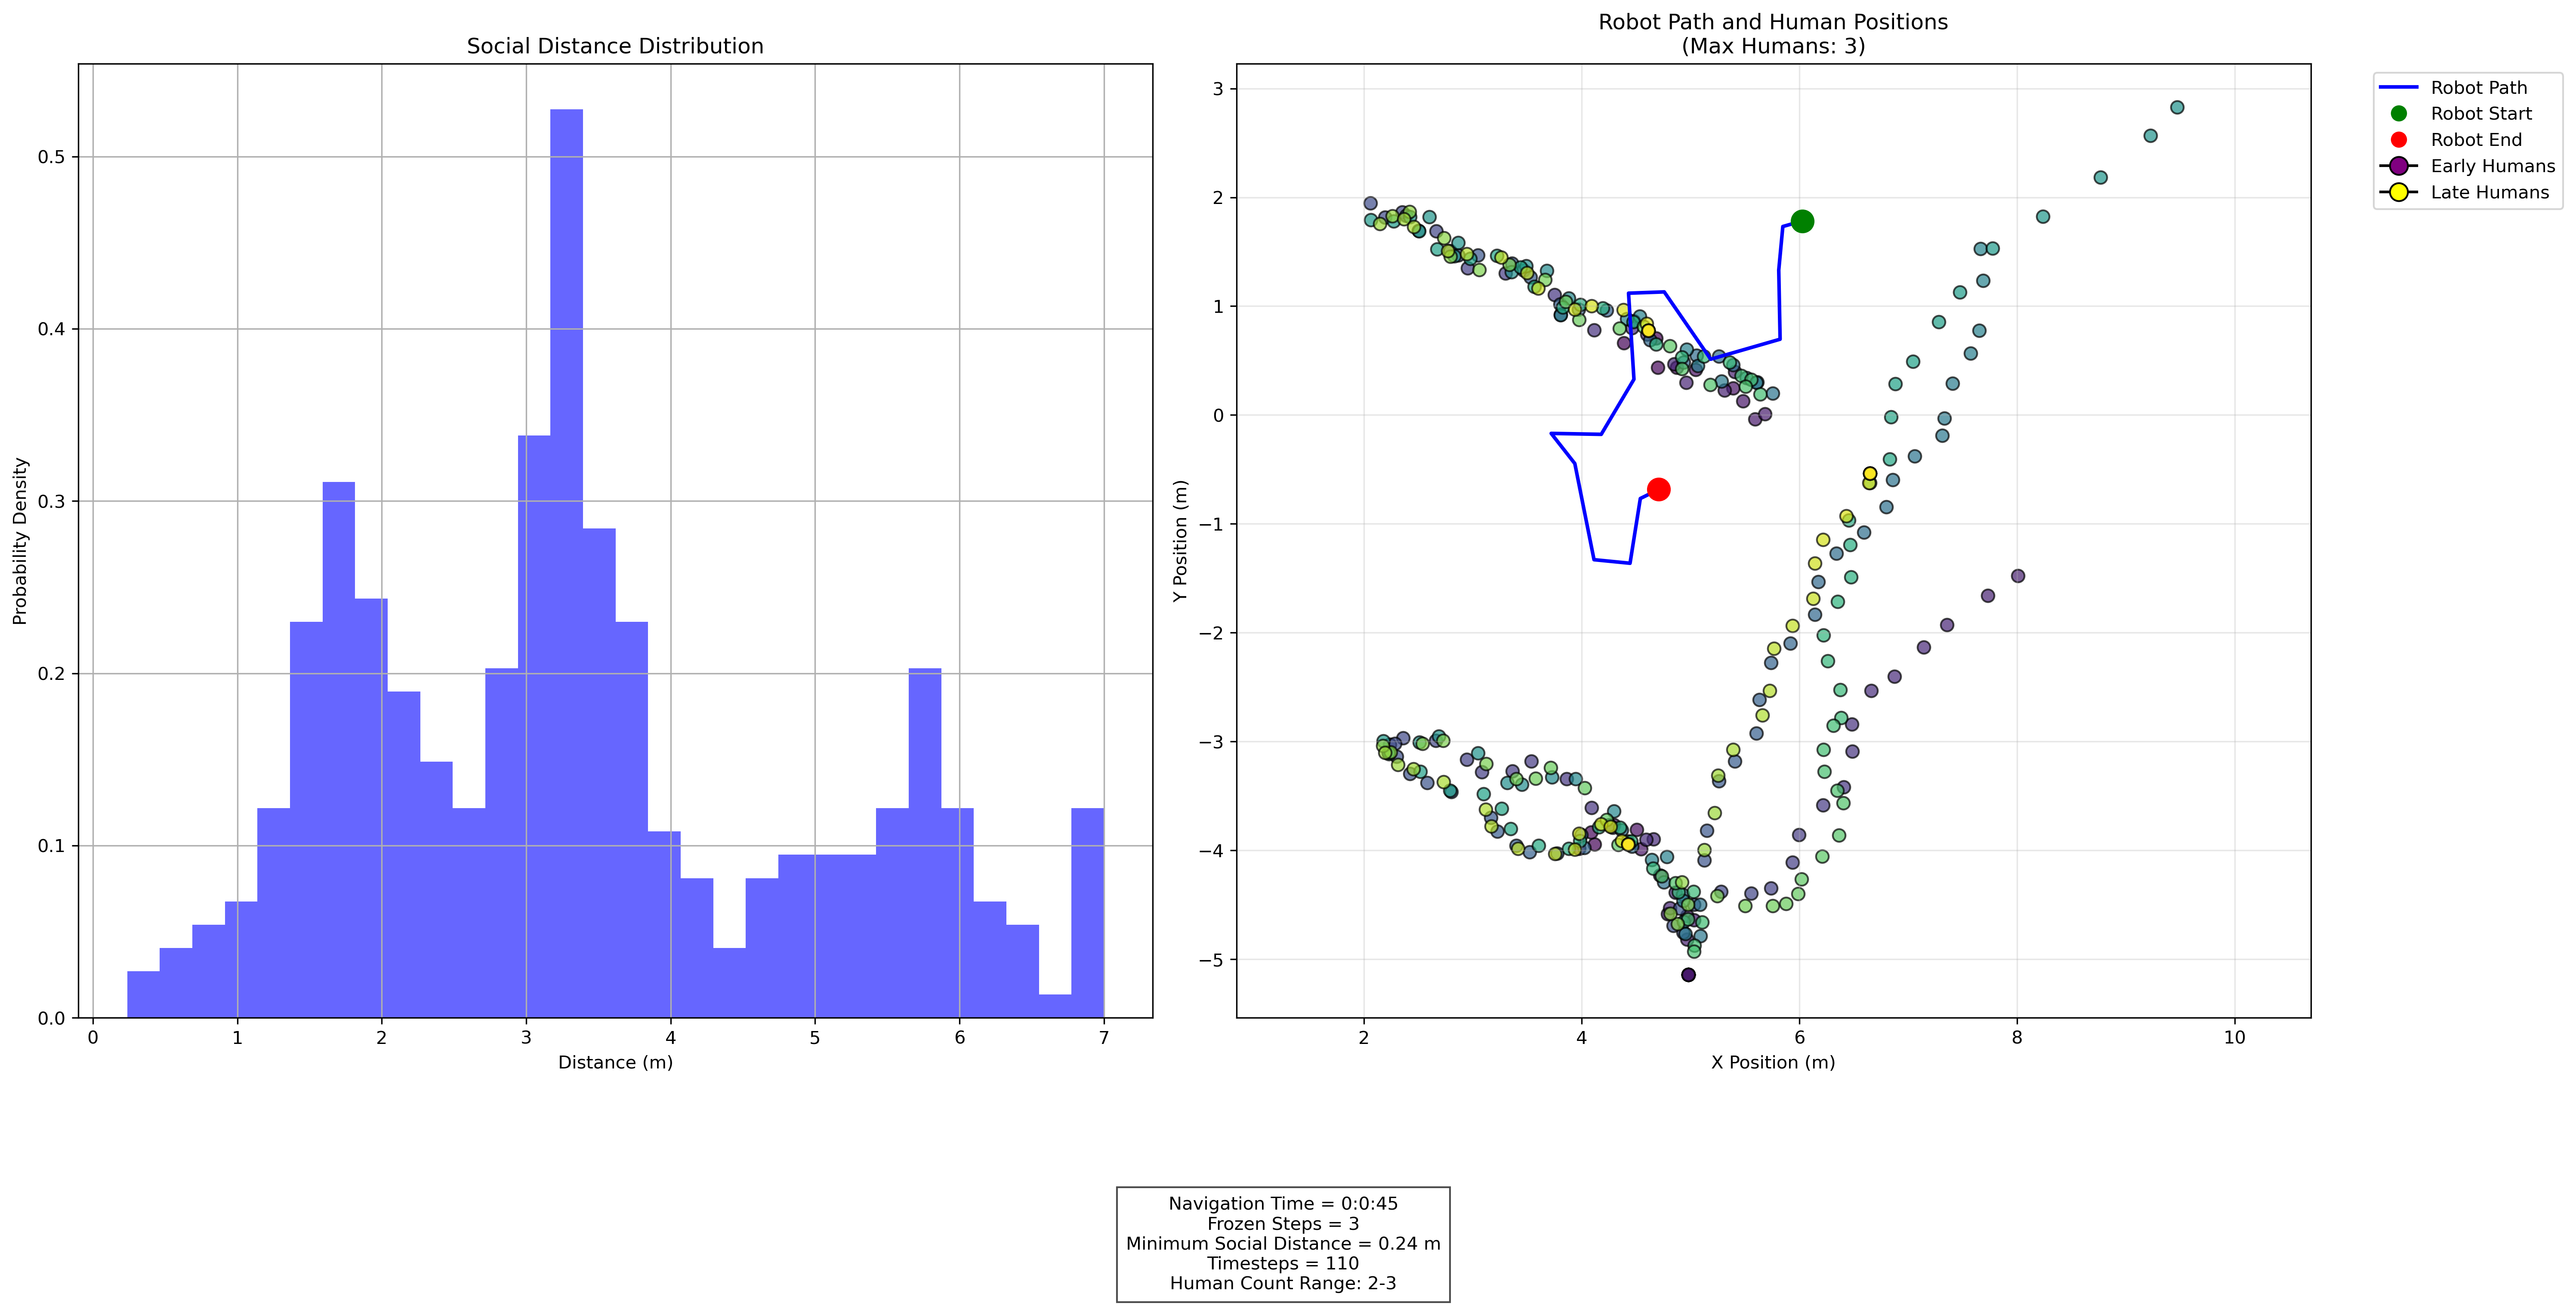 Social Distance Distribution
Probability Density
0.5
0.4
0.3
0.2
0.1
0.0
0 1 2 3 4 5 6 7
Distance (m)
Robot Path and Human Positions
(Max Humans: 3)
Y Position (m)
3
2
1
0
−1
−2
−3
−4
−5
2 4 6 8 10
X Position (m)
Robot Path
Robot Start
Robot End
Early Humans
Late Humans
Navigation Time = 0:0:45
Frozen Steps = 3
Minimum Social Distance = 0.24 m
Timesteps = 110
Human Count Range: 2-3